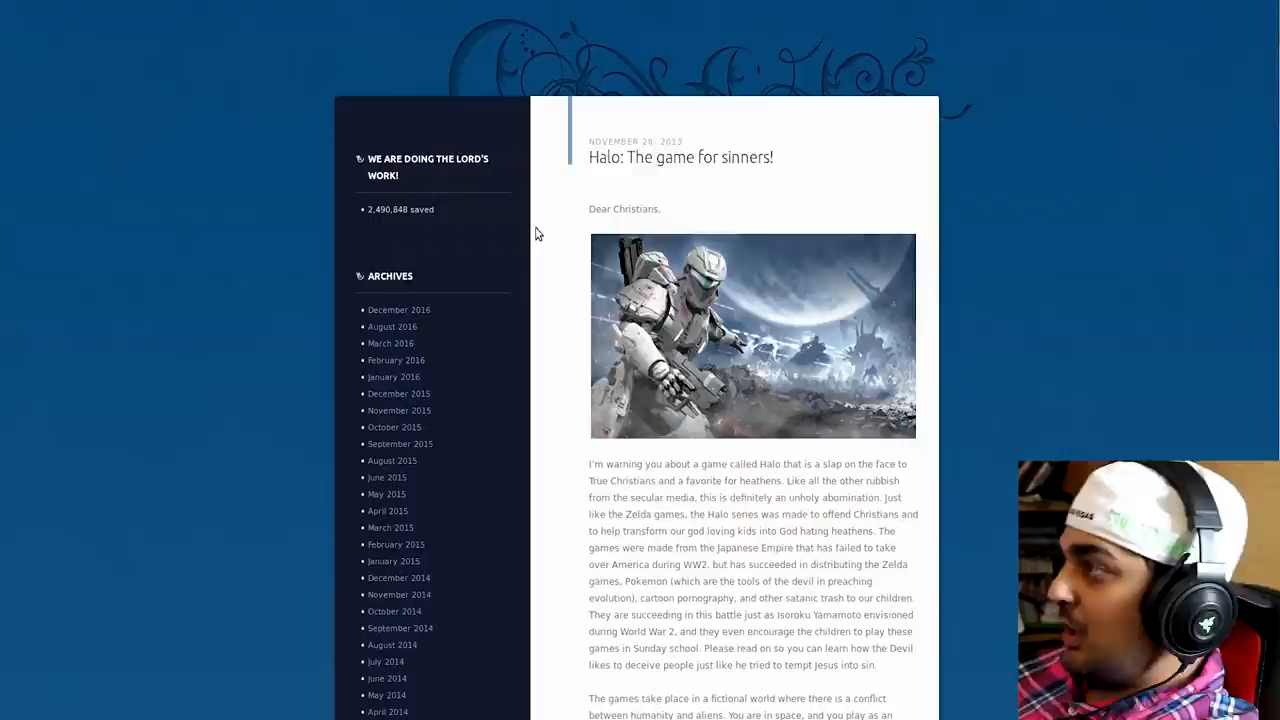 WE ARE DOING THE LORD'S
WORK!
2,490,848 saved
ARCHIVES
December 2016
August 2016
March 2016
February 2016
January 2016
December 2015
November 2015
October 2015
September 2015
August 2015
June 2015
May 2015
April 2015
March 2015
February 2015
January 2015
December 2014
November 2014
October 2014
September 2014
August 2014
July 2014
June 2014
May 2014
April 2014
NOVEMBER 28, 2013
Halo: The game for sinners!
Dear Christians,
I'm warning you about a game called Halo that is a slap on the face to
True Christians and a favorite for heathens. Like all the other rubbish
from the secular media, this is definitely an unholy abomination. Just
like the Zelda games, the Halo series was made to offend Christians and
to help transform our god loving kids into God hating heathens. The
games were made from the Japanese Empire that has failed to take
over America during WW2, but has succeeded in distributing the Zelda
games, Pokemon (which are the tools of the devil in preaching
evolution), cartoon pornography, and other satanic trash to our children.
They are succeeding in this battle just as Isoroku Yamamoto envisioned
during World War 2, and they even encourage the children to play these
games in Sunday school. Please read on so you can learn how the Devil
likes to deceive people just like he tried to tempt Jesus into sin.
The games take place in a fictional world where there is a conflict
between humanity and aliens. You are in space, and you play as an